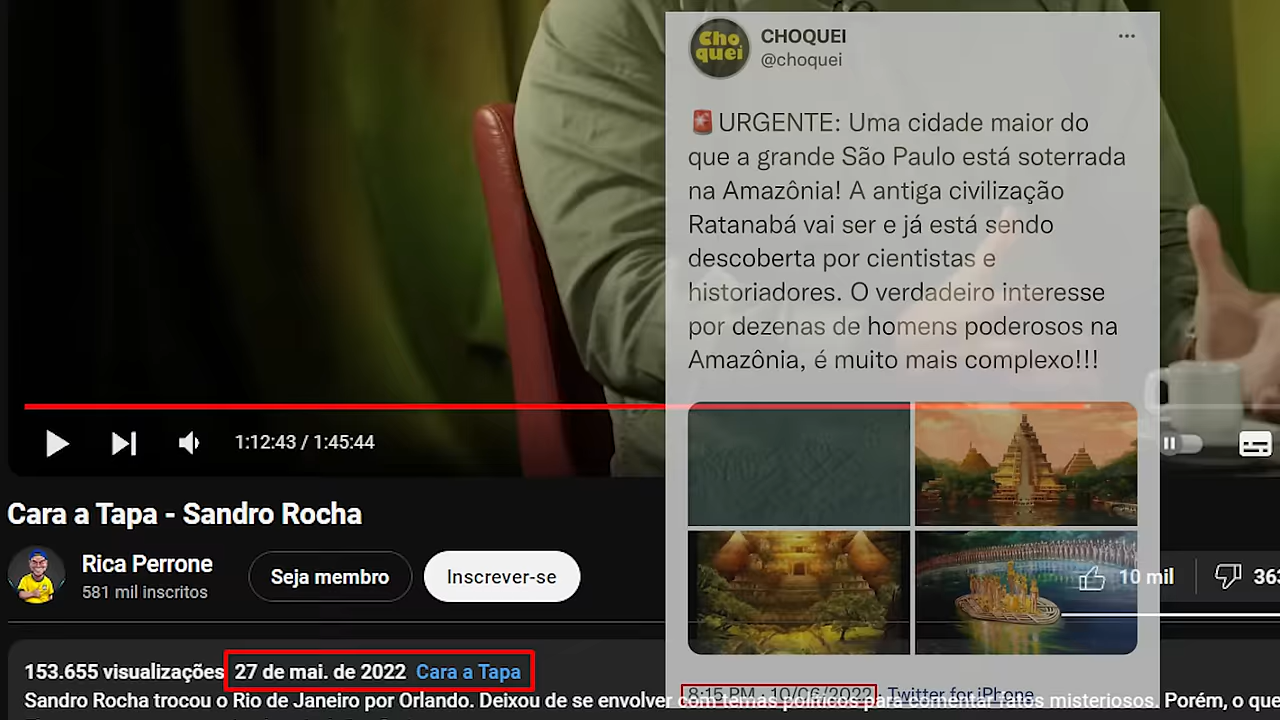 Cho
quei
CHOQUEI
@choquei
URGENTE: Uma cidade maior do
que a grande São Paulo está soterrada
na Amazônia! A antiga civilização
Ratanabá vai ser e já está sendo
descoberta por cientistas e
historiadores. O verdadeiro interesse
por dezenas de homens poderosos na
Amazônia, é muito mais complexo!!!
8:15 PM · 10/06/2022 · Twitter for iPhone
1:12:43 / 1:45:44
Cara a Tapa - Sandro Rocha
Rica Perrone
581 mil inscritos
Seja membro
Inscrever-se
10 mil
363
153.655 visualizações 27 de mai. de 2022 Cara a Tapa
Sandro Rocha trocou o Rio de Janeiro por Orlando. Deixou de se envolver com temas políticos para comentar fatos misteriosos. Porém, o que